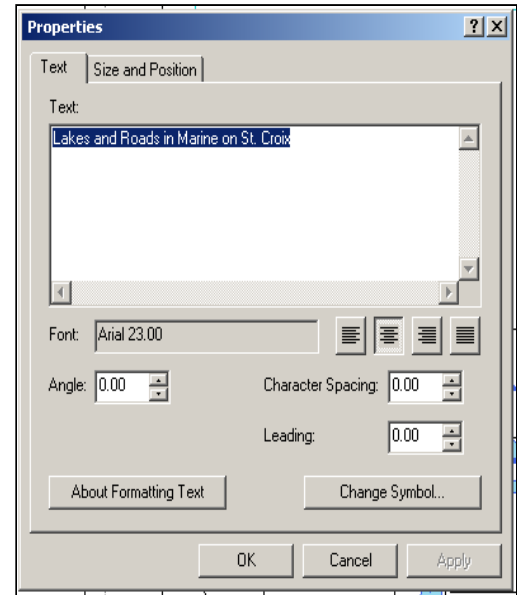 Properties
Text Size and Position
Text:
Lakes and Roads in Marine on St. Croix
Font: Arial 23.00
Angle: 0.00 Character Spacing: 0.00
Leading: 0.00
About Formatting Text Change Symbol...
OK Cancel Apply